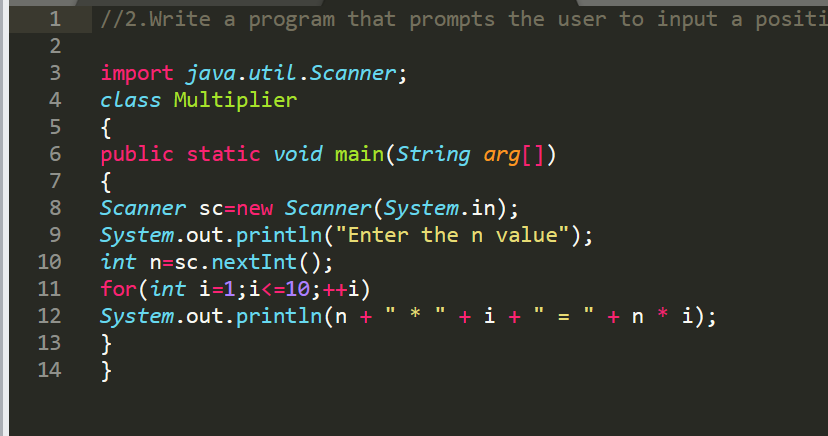 1 //2.Write a program that prompts the user to input a positi
2
3 import java.util.Scanner;
4 class Multiplier
5 {
6 public static void main(String arg[])
7 {
8 Scanner sc=new Scanner(System.in);
9 System.out.println("Enter the n value");
10 int n=sc.nextInt();
11 for(int i=1;i<=10;++i)
12 System.out.println(n + " * " + i + " = " + n * i);
13 }
14 }